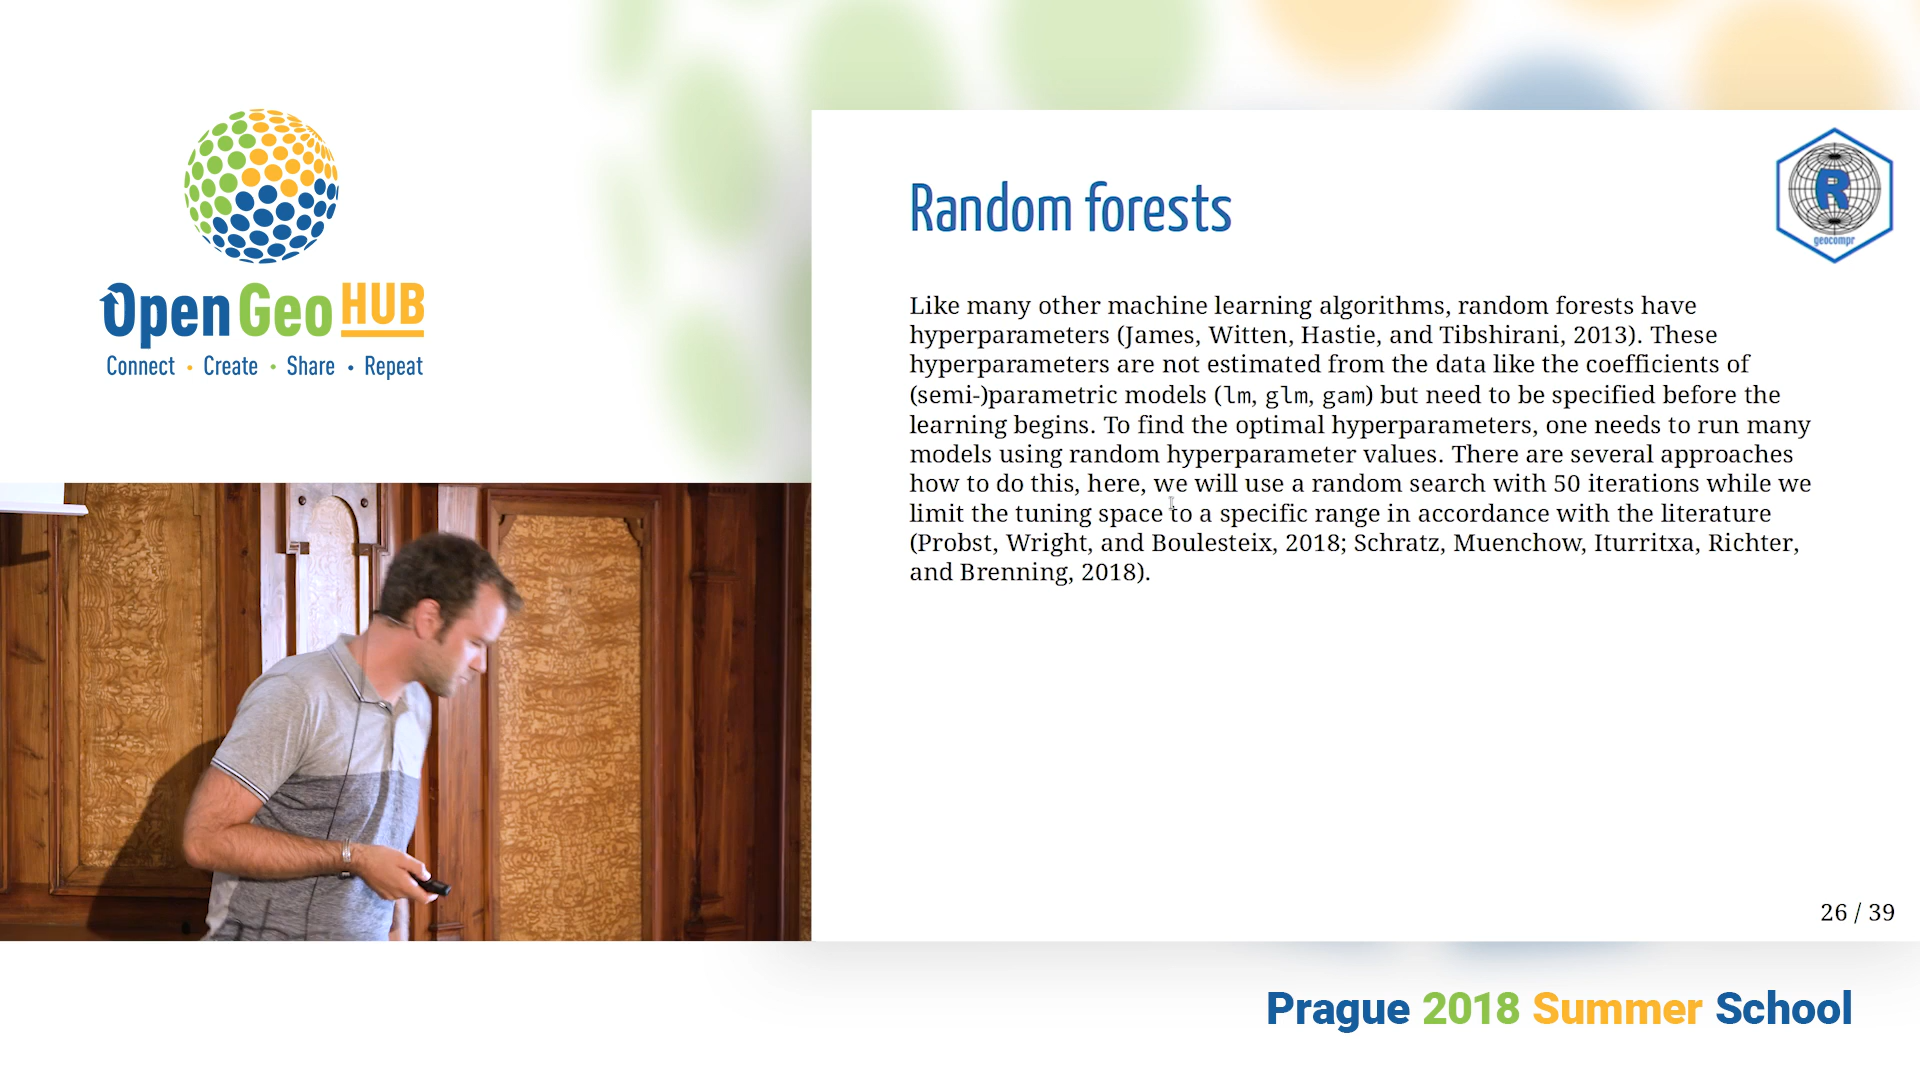 Open Geo HUB
Connect • Create • Share • Repeat
R
geocompr
Random forests
Like many other machine learning algorithms, random forests have
hyperparameters (James, Witten, Hastie, and Tibshirani, 2013). These
hyperparameters are not estimated from the data like the coefficients of
(semi-)parametric models (lm, glm, gam) but need to be specified before the
learning begins. To find the optimal hyperparameters, one needs to run many
models using random hyperparameter values. There are several approaches
how to do this, here, we will use a random search with 50 iterations while we
limit the tuning space to a specific range in accordance with the literature
(Probst, Wright, and Boulesteix, 2018; Schratz, Muenchow, Iturritxa, Richter,
and Brenning, 2018).
26 / 39
Prague 2018 Summer School